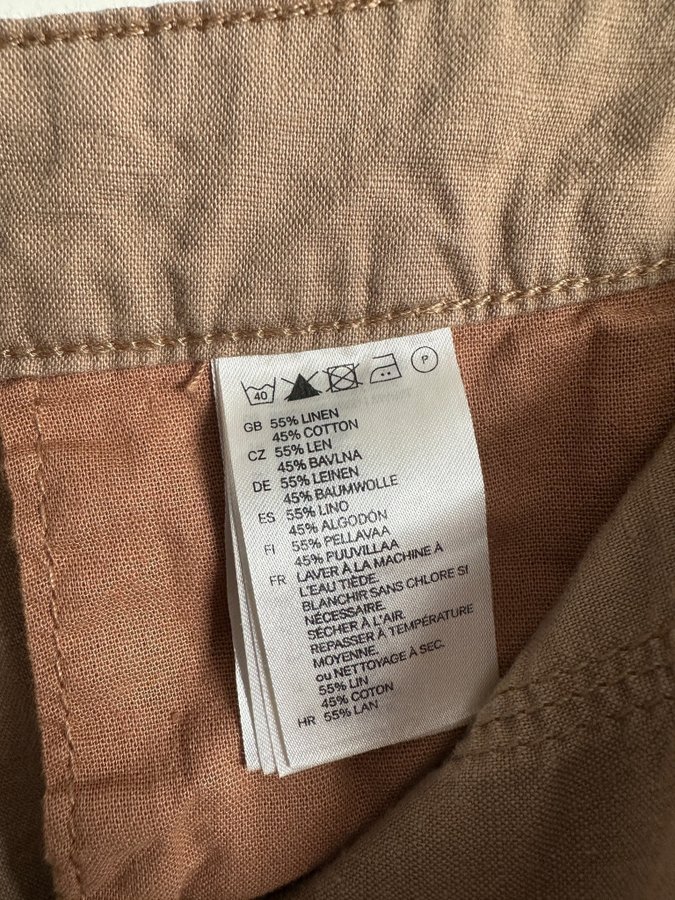 40 P
GB 55% LINEN
45% COTTON
CZ 55% LEN
45% BAVLNA
DE 55% LEINEN
45% BAUMWOLLE
ES 55% LINO
45% ALGODÓN
FI 55% PELLAVAA
45% PUUVILLAA
FR LAVER À LA MACHINE À
L'EAU TIÈDE.
BLANCHIR SANS CHLORE SI
NÉCESSAIRE.
SÉCHER À L'AIR.
REPASSER À TEMPÉRATURE
MOYENNE.
ou NETTOYAGE À SEC.
55% LIN
45% COTON
HR 55% LAN